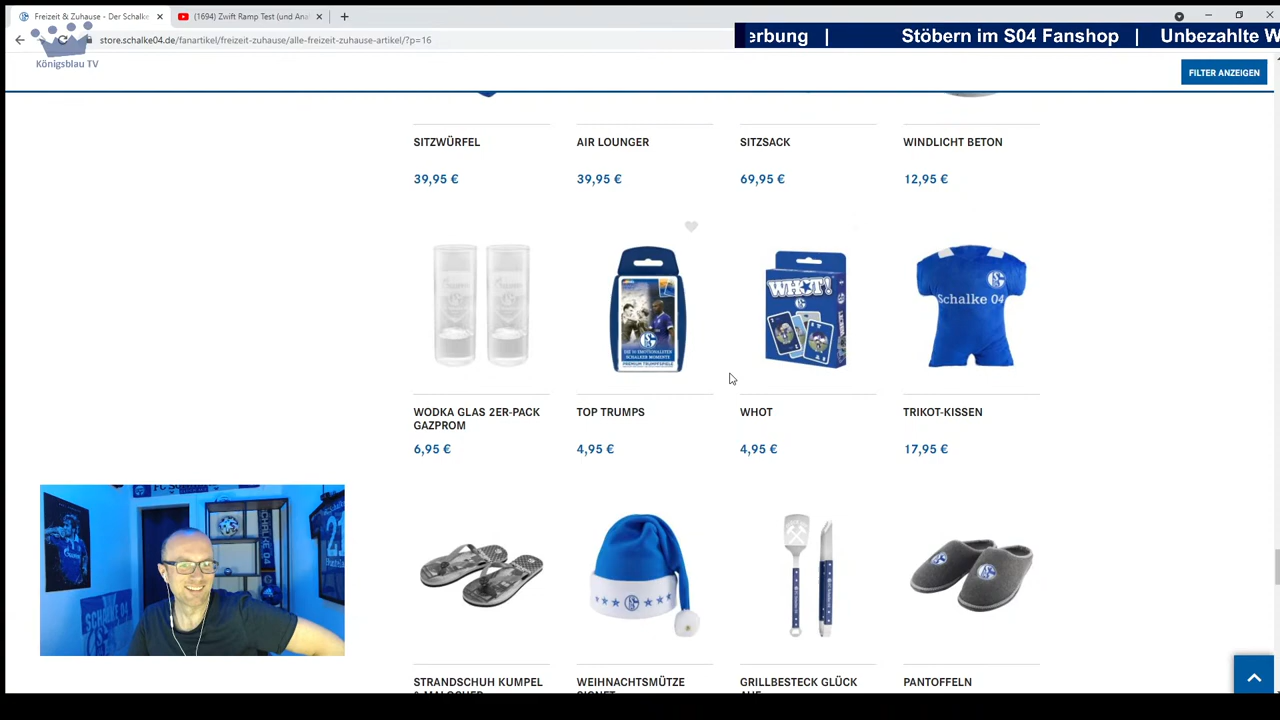 Freizeit & Zuhause - Der Schalke
(1694) Zwift Ramp Test (und Ana
store.schalke04.de/fanartikel/freizeit-zuhause/alle-freizeit-zuhause-artikel/?p=16
erbung | Stöbern im S04 Fanshop | Unbezahlte W
Königsblau TV
FILTER ANZEIGEN
SITZWÜRFEL
39,95 €
AIR LOUNGER
39,95 €
SITZSACK
69,95 €
WINDLICHT BETON
12,95 €
WHOT!
Schalke 04
WODKA GLAS 2ER-PACK
GAZPROM
6,95 €
TOP TRUMPS
4,95 €
WHOT
4,95 €
TRIKOT-KISSEN
17,95 €
SCHALKE 04
STRANDSCHUH KUMPEL
WEIHNACHTSMÜTZE
GRILLBESTECK GLÜCK
PANTOFFELN